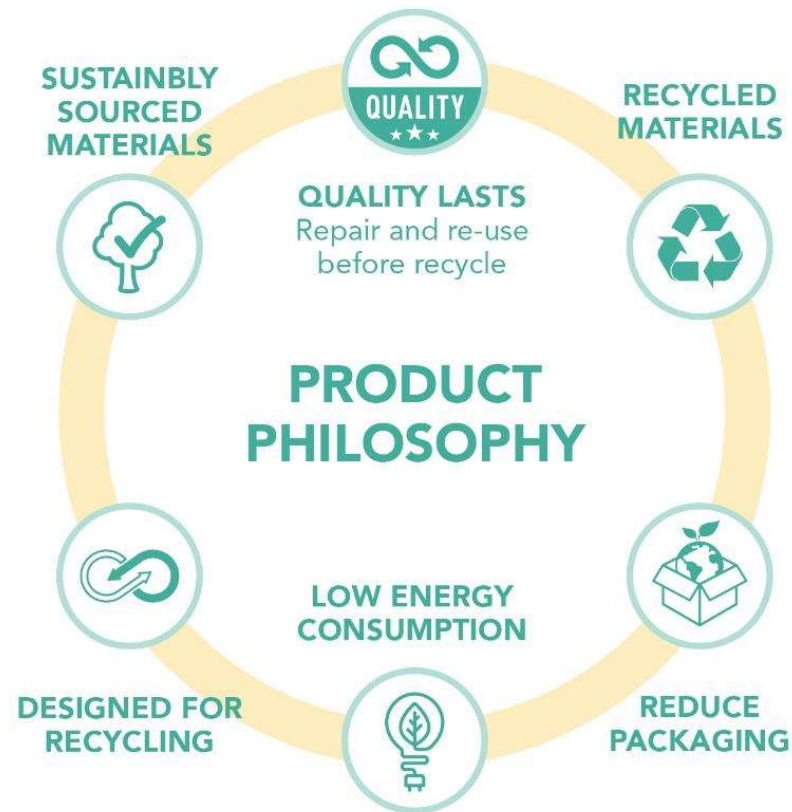 QUALITY
QUALITY LASTS
Repair and re-use
before recycle
RECYCLED
MATERIALS
REDUCE
PACKAGING
LOW ENERGY
CONSUMPTION
DESIGNED FOR
RECYCLING
SUSTAINBLY
SOURCED
MATERIALS
PRODUCT
PHILOSOPHY